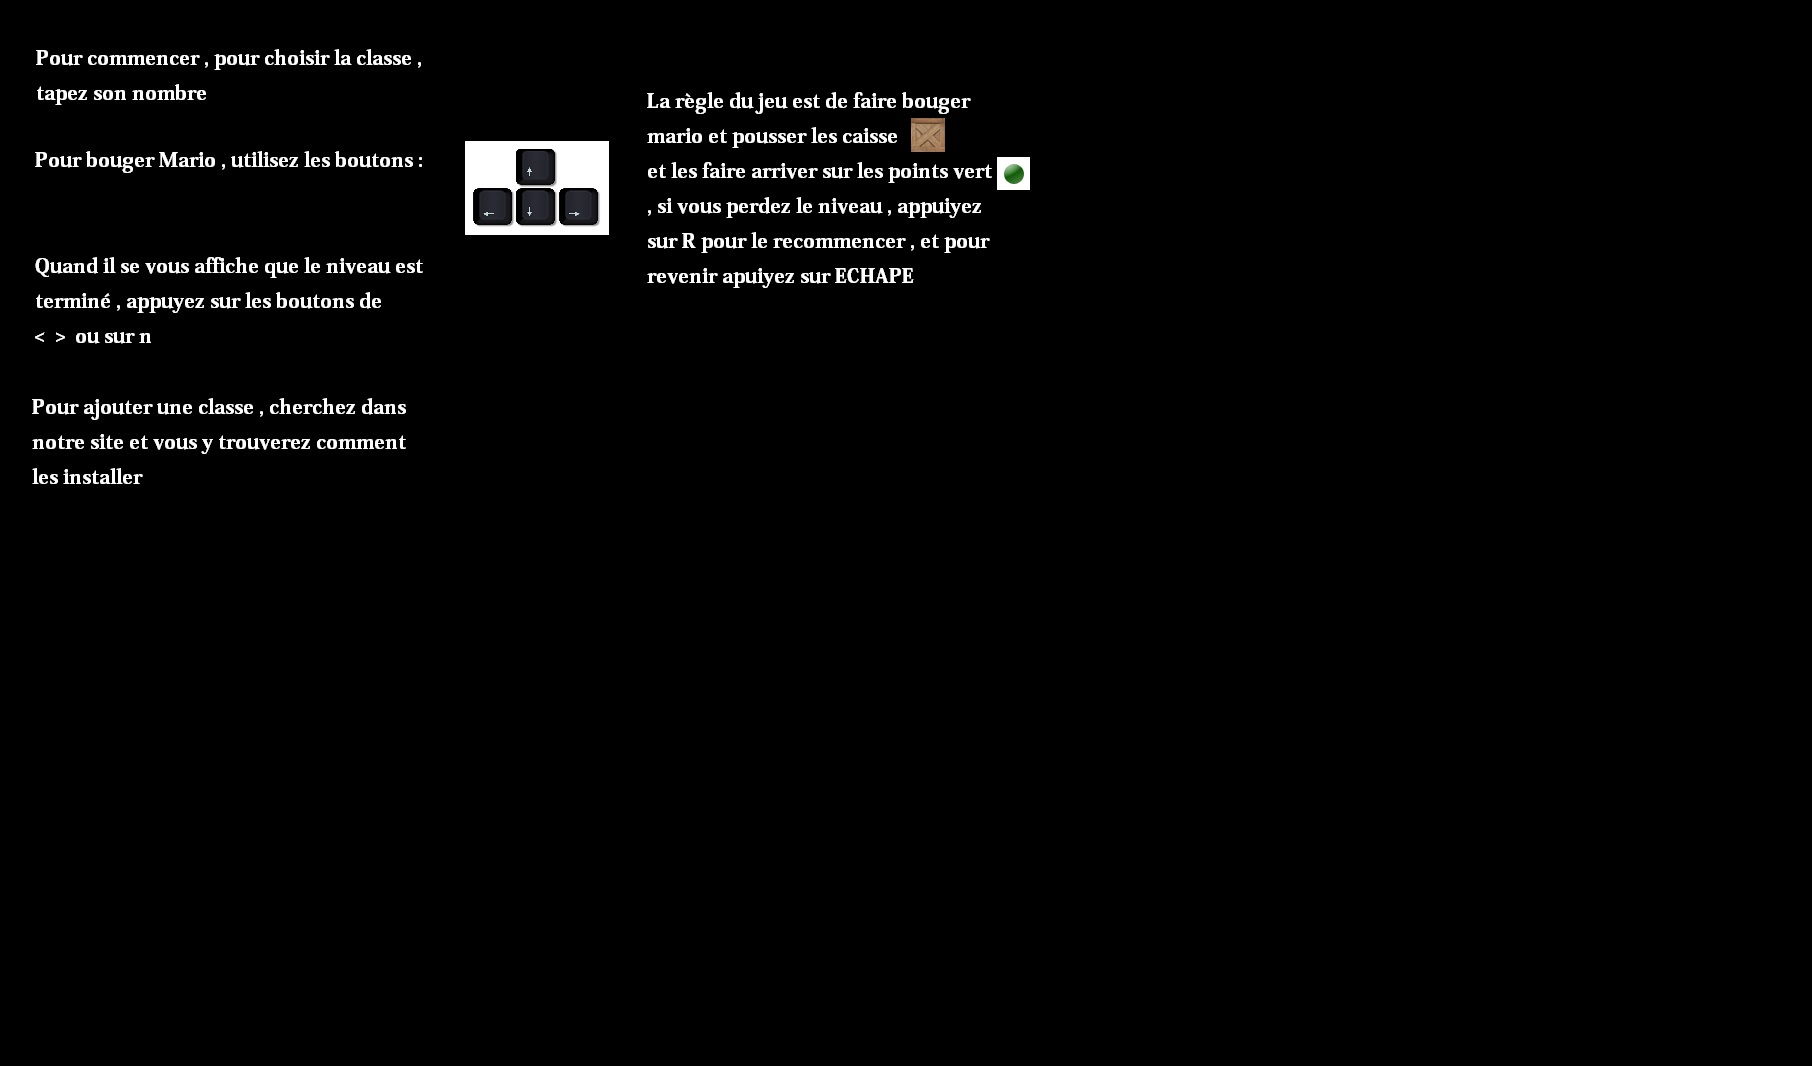 Pour commencer , pour choisir la classe ,
tapez son nombre
Pour bouger Mario , utilisez les boutons :
Quand il se vous affiche que le niveau est
terminé , appuyez sur les boutons de
< > ou sur n
Pour ajouter une classe , cherchez dans
notre site et vous y trouverez comment
les installer
La règle du jeu est de faire bouger
mario et pousser les caisse
et les faire arriver sur les points vert
, si vous perdez le niveau , appuiyez
sur R pour le recommencer , et pour
revenir apuiyez sur ECHAPE